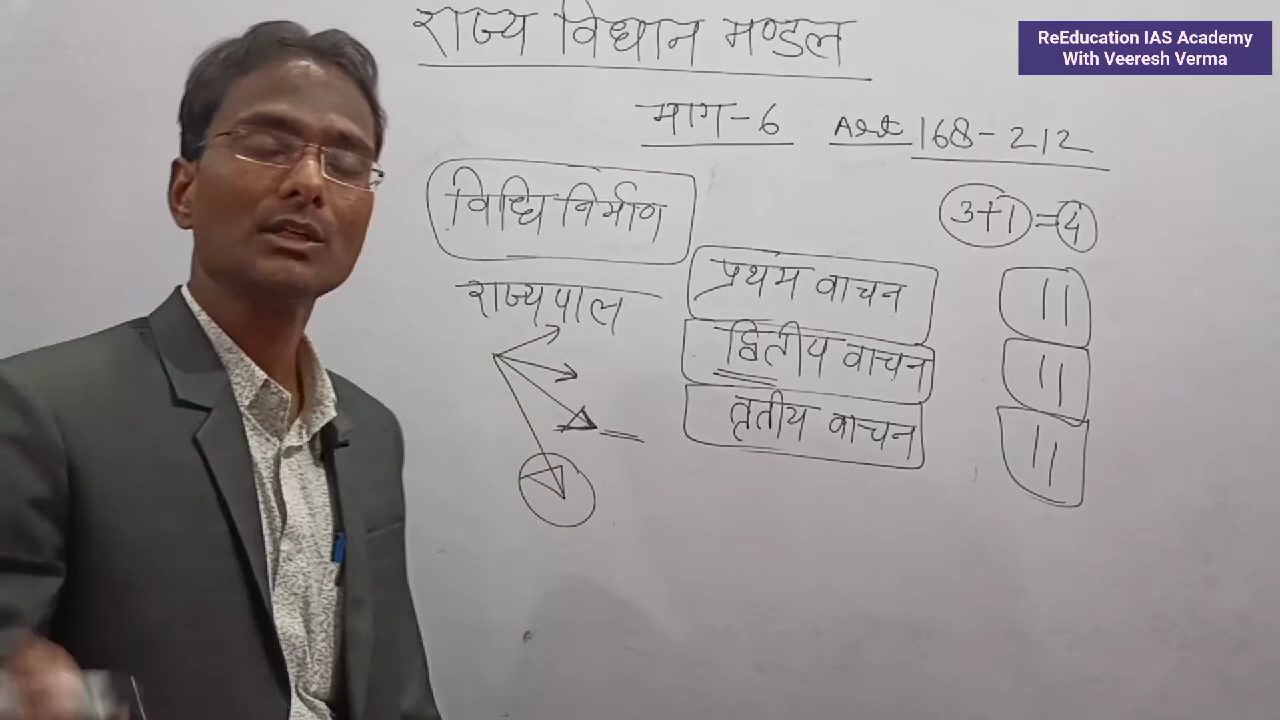 राज्य विधान मण्डल
ReEducation IAS Academy
With Veeresh Verma
भाग-6 Art 168-212
विधि निर्माण
3+1=4
राज्यपाल
प्रथम वाचन ||
द्वितीय वाचन ||
तृतीय वाचन ||